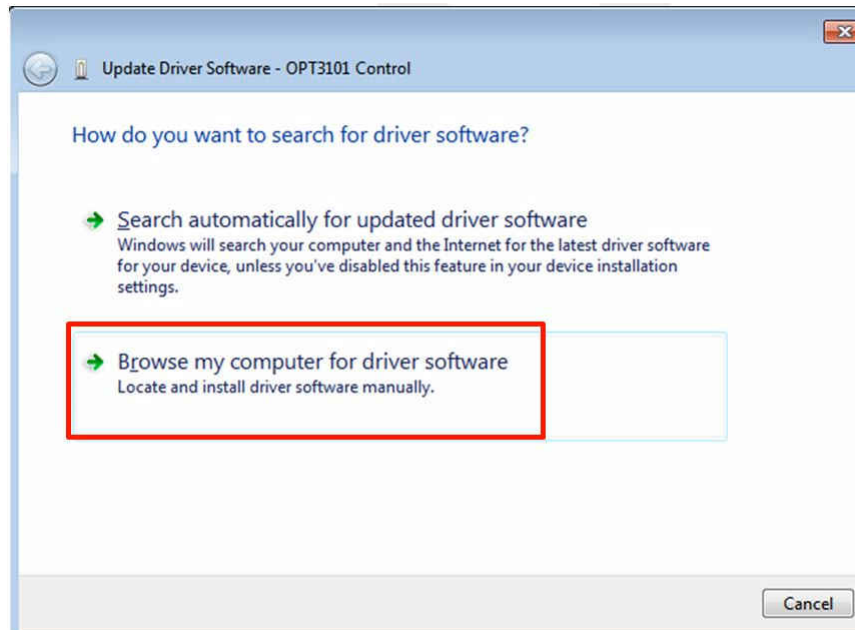 Update Driver Software - OPT3101 Control
How do you want to search for driver software?
Search automatically for updated driver software
Windows will search your computer and the Internet for the latest driver software
for your device, unless you've disabled this feature in your device installation
settings.
Browse my computer for driver software
Locate and install driver software manually.
Cancel